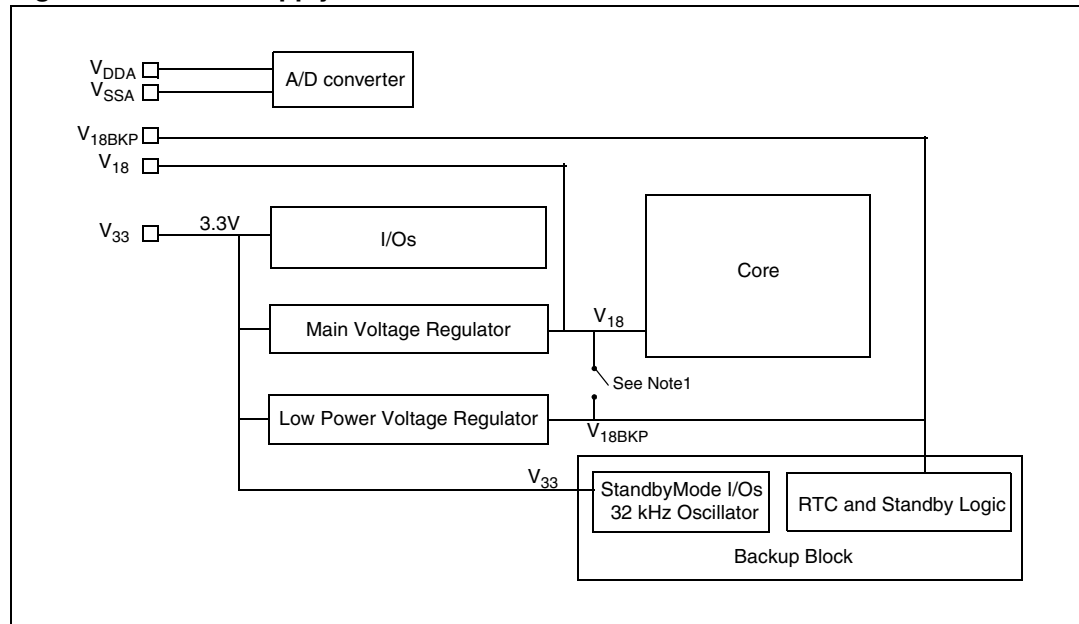 V_DDA
V_SSA
A/D converter
V_18BKP
V_18
V_33
3.3V
I/Os
Core
Main Voltage Regulator
V_18
See Note1
Low Power Voltage Regulator
V_18BKP
V_33
StandbyMode I/Os
32 kHz Oscillator
RTC and Standby Logic
Backup Block